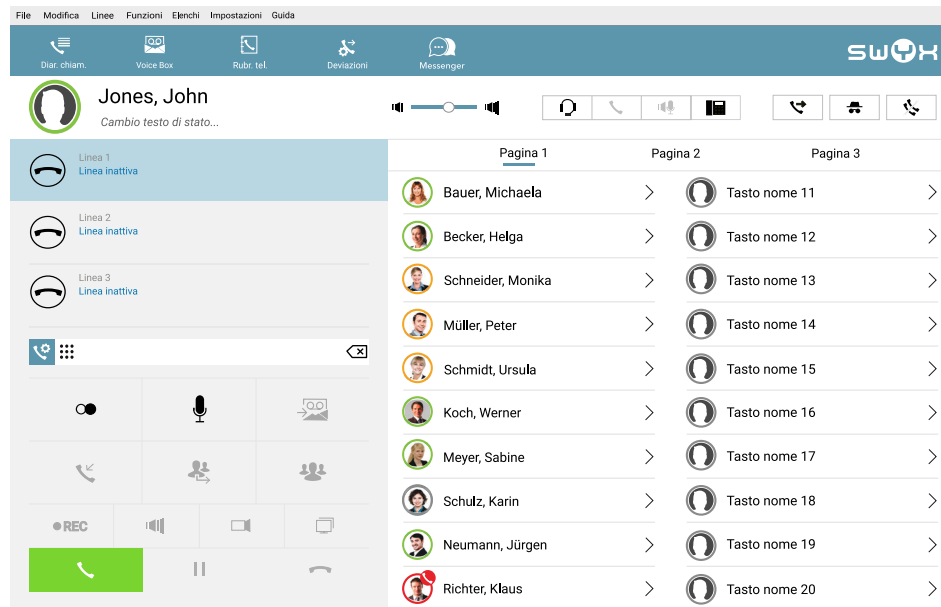 File Modifica Linee Funzioni Elenchi Impostazioni Guida
Diar. chiam. Voice Box Rubr. tel. Deviazioni Messenger
swyx
Jones, John
Cambio testo di stato...
Linea 1
Linea inattiva
Linea 2
Linea inattiva
Linea 3
Linea inattiva
REC
Pagina 1 Pagina 2 Pagina 3
Bauer, Michaela Tasto nome 11
Becker, Helga Tasto nome 12
Schneider, Monika Tasto nome 13
Müller, Peter Tasto nome 14
Schmidt, Ursula Tasto nome 15
Koch, Werner Tasto nome 16
Meyer, Sabine Tasto nome 17
Schulz, Karin Tasto nome 18
Neumann, Jürgen Tasto nome 19
Richter, Klaus Tasto nome 20